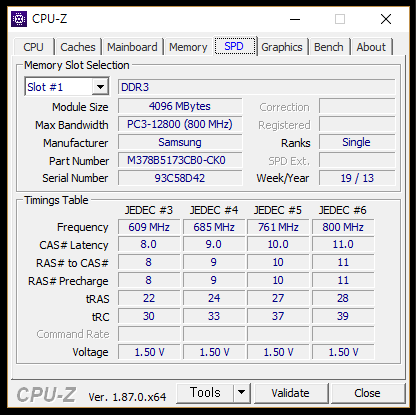 CPU-Z
CPU Caches Mainboard Memory SPD Graphics Bench About
Memory Slot Selection
Slot #1 DDR3
Module Size 4096 MBytes Correction
Max Bandwidth PC3-12800 (800 MHz) Registered
Manufacturer Samsung Ranks Single
Part Number M378B5173CB0-CK0 SPD Ext.
Serial Number 93C58D42 Week/Year 19 / 13
Timings Table
JEDEC #3 JEDEC #4 JEDEC #5 JEDEC #6
Frequency 609 MHz 685 MHz 761 MHz 800 MHz
CAS# Latency 8.0 9.0 10.0 11.0
RAS# to CAS# 8 9 10 11
RAS# Precharge 8 9 10 11
tRAS 22 24 27 28
tRC 30 33 37 39
Command Rate
Voltage 1.50 V 1.50 V 1.50 V 1.50 V
CPU-Z Ver. 1.87.0.x64 Tools Validate Close